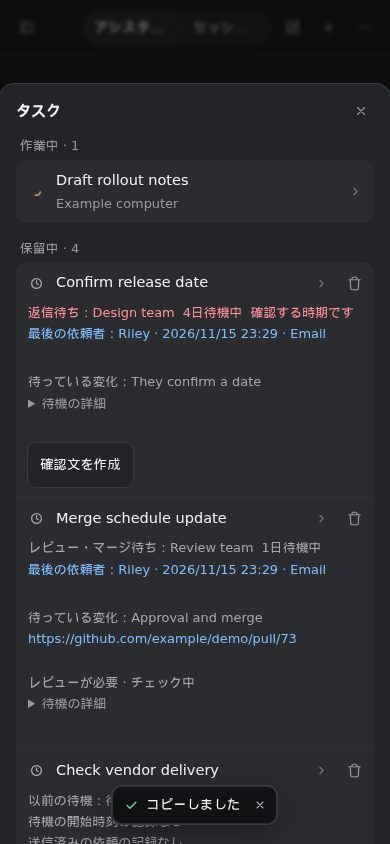 アシスタ...
セッシ...
タスク
作業中 · 1
Draft rollout notes
Example computer
保留中 · 4
Confirm release date
返信待ち：Design team 4日待機中 確認する時期です
最後の依頼者：Riley · 2026/11/15 23:29 · Email
待っている変化：They confirm a date
▶ 待機の詳細
確認文を作成
Merge schedule update
レビュー・マージ待ち：Review team 1日待機中
最後の依頼者：Riley · 2026/11/15 23:29 · Email
待っている変化：Approval and merge
https://github.com/example/demo/pull/73
レビューが必要 · チェック中
▶ 待機の詳細
Check vendor delivery
以前の待機：
コピーしました
待機の開始時刻
送信済みの依頼の記録なし